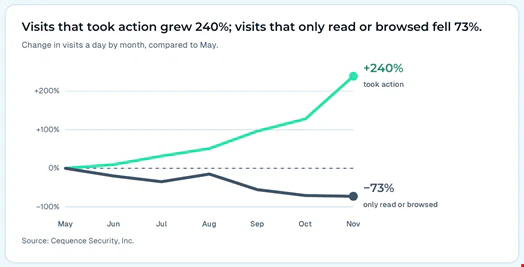 Visits that took action grew 240%; visits that only read or browsed fell 73%.
Change in visits a day by month, compared to May.
+240%
took action
+200%
+100%
0%
−73%
only read or browsed
−100%
May Jun Jul Aug Sep Oct Nov
Source: Cequence Security, Inc.